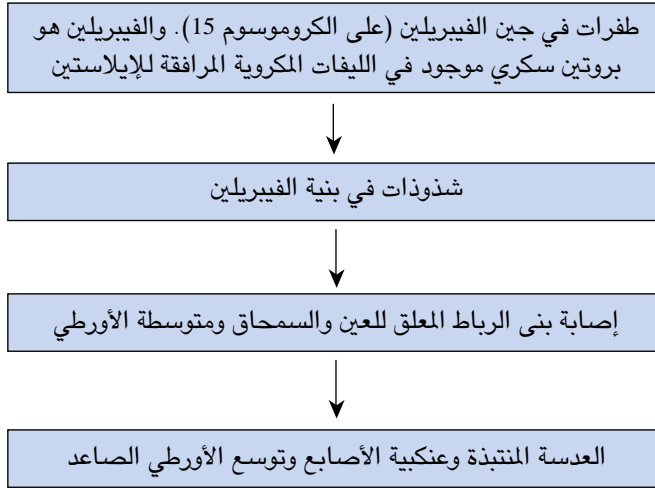 طفرات في جين الفيبريلين (على الكروموسوم 15). والفيبريلين هو
بروتين سكري موجود في الليفات المكروية المرافقة للإيلاستين
شذوذات في بنية الفيبريلين
إصابة بنى الرباط المعلق للعين والسمحاق ومتوسطة الأورطي
العدسة المنتبذة وعنكبية الأصابع وتوسع الأورطي الصاعد